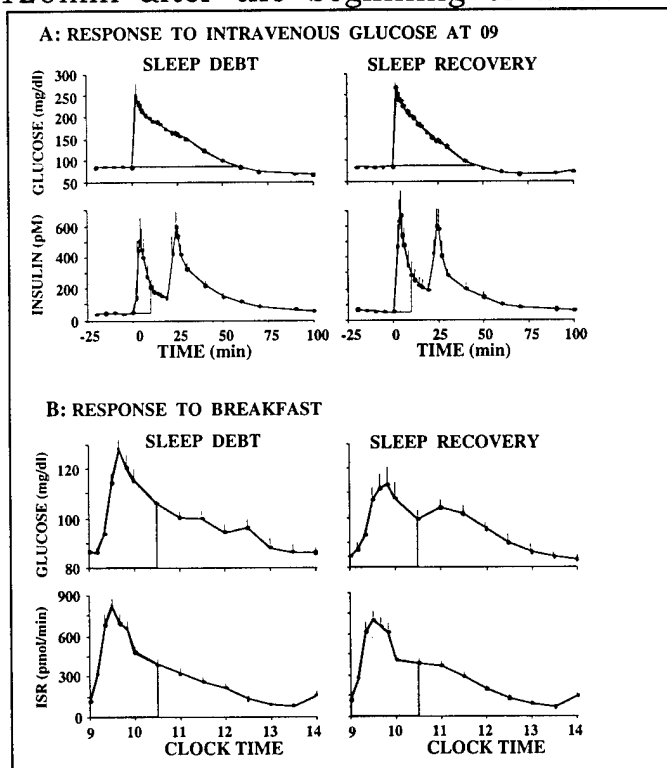 A: RESPONSE TO INTRAVENOUS GLUCOSE AT 09
SLEEP DEBT SLEEP RECOVERY
GLUCOSE (mg/dl)
300
250
200
150
100
50
INSULIN (pM)
600
400
200
0
-25 0 25 50 75 100 -25 0 25 50 75 100
TIME (min) TIME (min)
B: RESPONSE TO BREAKFAST
SLEEP DEBT SLEEP RECOVERY
GLUCOSE (mg/dl)
120
100
80
ISR (pmol/min)
900
600
300
0
9 10 11 12 13 14 9 10 11 12 13 14
CLOCK TIME CLOCK TIME